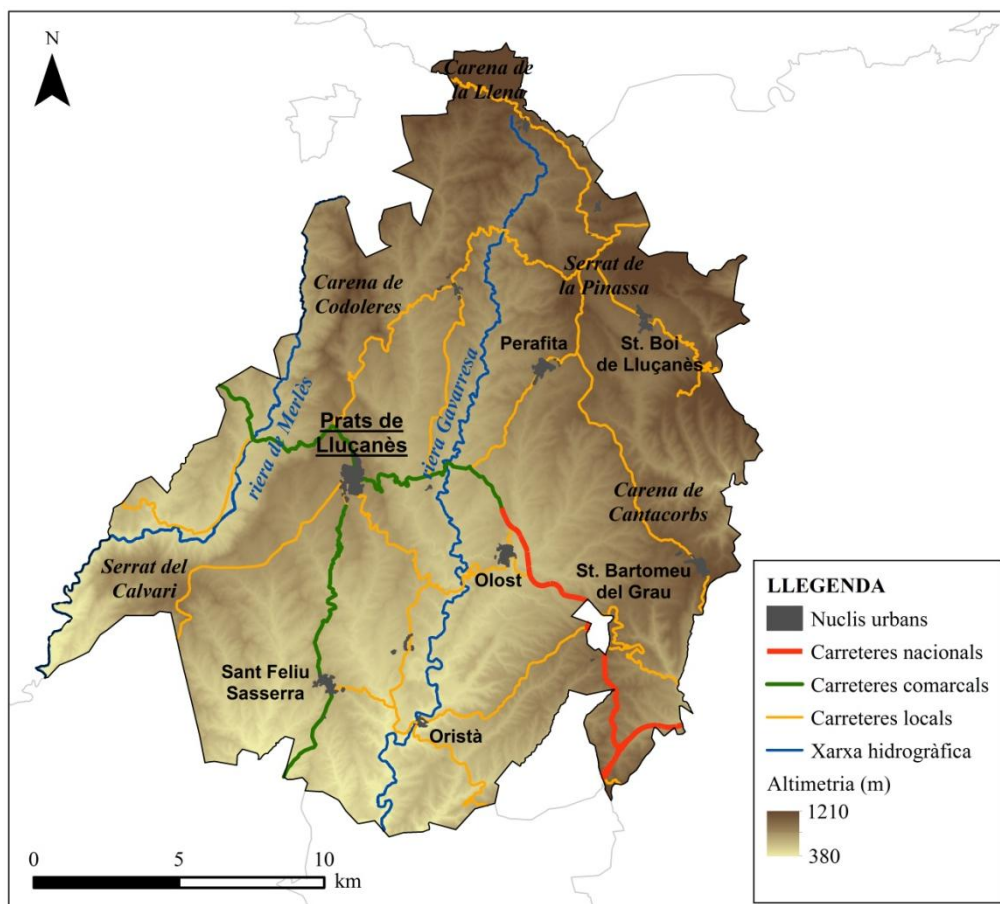 N
Carena de
la Llena
Carena de
Codoleres
Serrat de
la Pinassa
Perafita
St. Boi
de Lluçanès
riera de Merlès
riera Gavarresa
Prats de
Lluçanès
Carena de
Cantacorbs
Serrat del
Calvari
Olost
St. Bartomeu
del Grau
Sant Feliu
Sasserra
Oristà
LLEGENDA
Nuclis urbans
Carreteres nacionals
Carreteres comarcals
Carreteres locals
Xarxa hidrogràfica
Altimetria (m)
1210
380
0 5 10
km